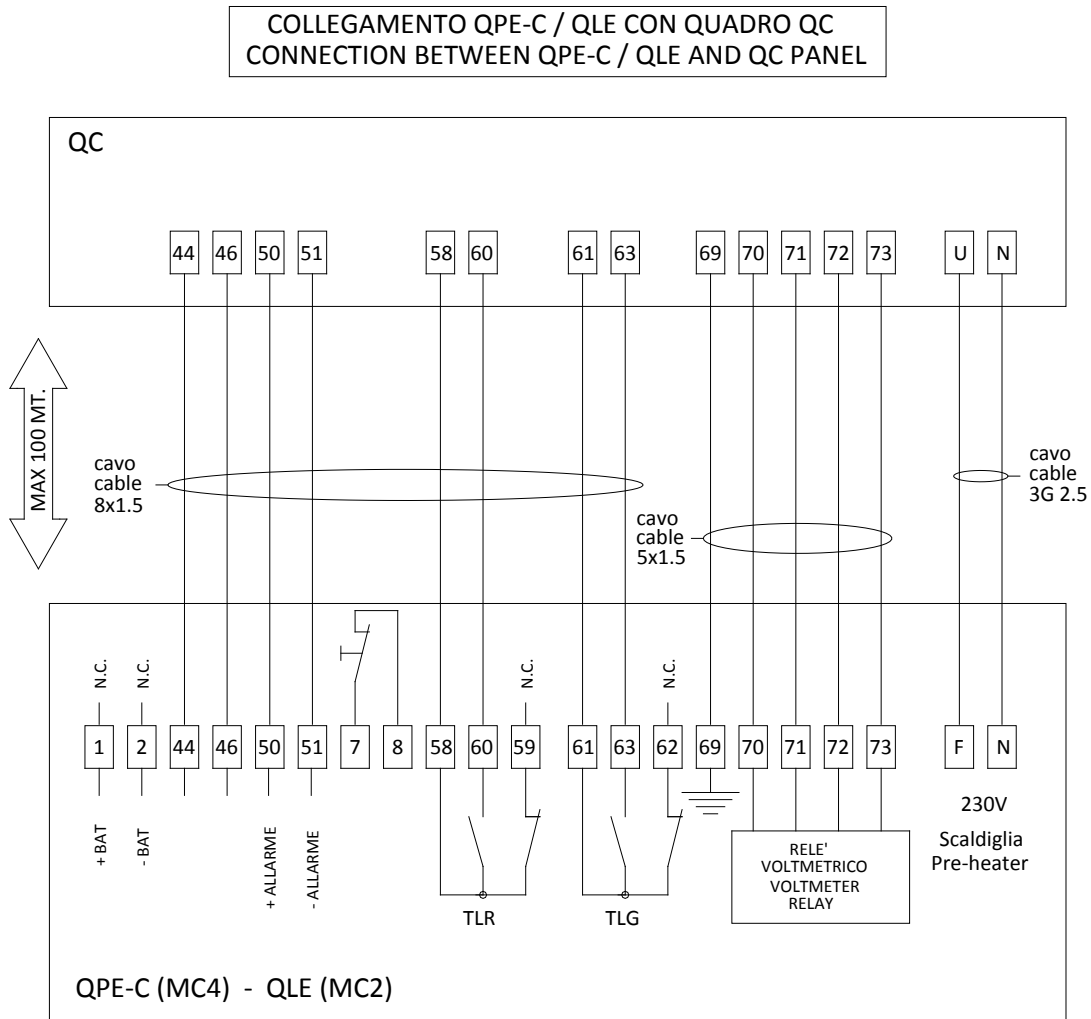 COLLEGAMENTO QPE-C / QLE CON QUADRO QC
CONNECTION BETWEEN QPE-C / QLE AND QC PANEL
QC
44 46 50 51 58 60 61 63 69 70 71 72 73 U N
MAX 100 MT.
cavo
cable
8x1.5
cavo
cable
5x1.5
cavo
cable
3G 2.5
N.C. N.C. N.C. N.C.
1 2 44 46 50 51 7 8 58 60 59 61 63 62 69 70 71 72 73 F N
+ BAT
- BAT
+ ALLARME
- ALLARME
TLR
TLG
RELE'
VOLTMETRICO
VOLTMETER
RELAY
230V
Scaldiglia
Pre-heater
QPE-C (MC4) - QLE (MC2)